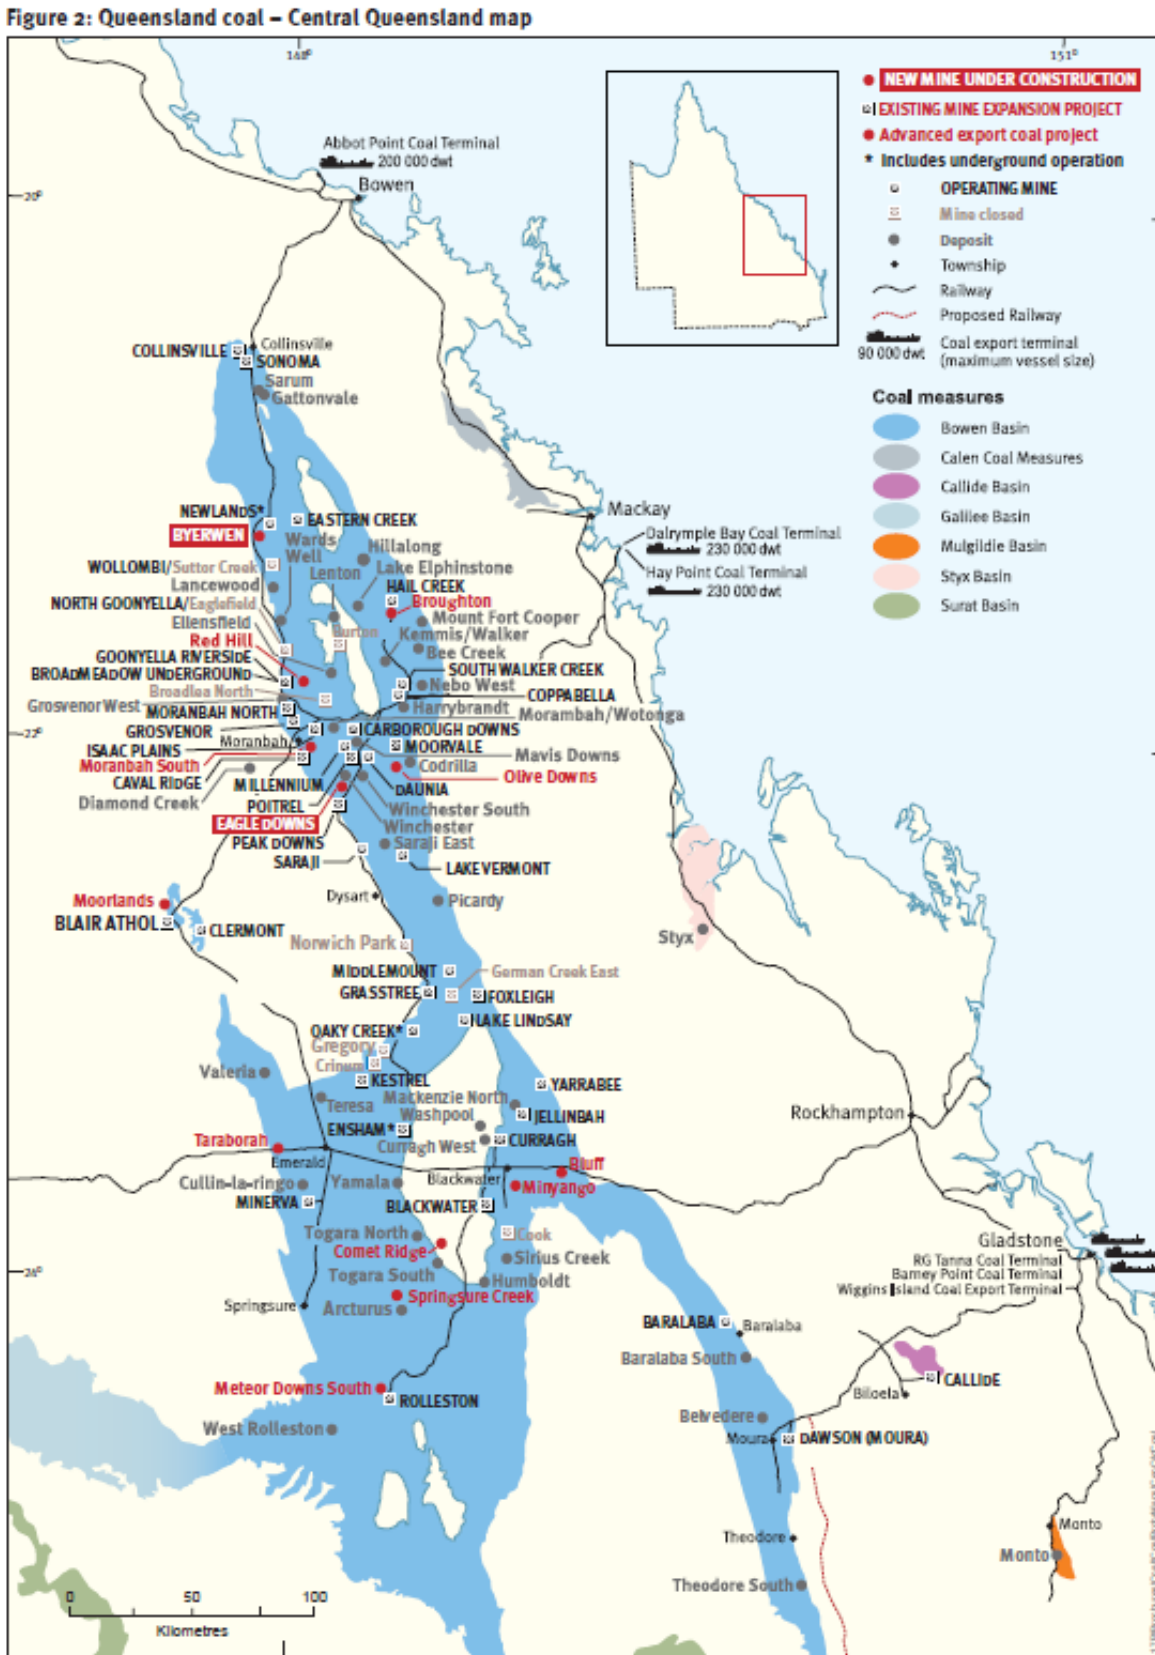 Figure 2: Queensland coal – Central Queensland map
148°
151°
NEW MINE UNDER CONSTRUCTION
EXISTING MINE EXPANSION PROJECT
Advanced export coal project
* Includes underground operation
OPERATING MINE
Mine closed
Deposit
Township
Railway
Proposed Railway
90 000 dwt
Coal export terminal
(maximum vessel size)
Coal measures
Bowen Basin
Calen Coal Measures
Callide Basin
Galilee Basin
Mulgildie Basin
Styx Basin
Surat Basin
Abbot Point Coal Terminal
200 000 dwt
Bowen
20°
COLLINSVILLE
Collinsville
SONOMA
Sarum
Gattonvale
NEWLANDS*
EASTERN CREEK
BYERWEN
Wards
Well
Hillalong
Mackay
Dalrymple Bay Coal Terminal
230 000 dwt
Hay Point Coal Terminal
230 000 dwt
WOLLOMBI/Sutton Creek
Lenton
Lake Elphinstone
Lancewood
HAIL CREEK
NORTH GOONYELLA/Eaglefield
Broughton
Ellensfield
Mount Fort Cooper
Red Hill
Burton
Kemmis/Walker
GOONYELLA RIVERSIDE
Bee Creek
BROADMEADOW UNDERGROUND
SOUTH WALKER CREEK
Broadlea North
Nebo West
COPPABELLA
Grosvenor West
MORANBAH NORTH
Harrybrandt
Morambah/Wotonga
GROSVENOR
Moranbah
CARBOROUGH DOWNS
22°
ISAAC PLAINS
MOORVALE
Mavis Downs
Moranbah South
Codrilla
Olive Downs
CAVAL RIDGE
MILLENNIUM
DAUNIA
Diamond Creek
POITREL
Winchester South
EAGLE DOWNS
Winchester
PEAK DOWNS
Saraji East
SARAJI
LAKE VERMONT
Moorlands
Dysart
Picardy
BLAIR ATHOL
CLERMONT
Styx
Norwich Park
MIDDLEMOUNT
German Creek East
GRASSTREE
FOXLEIGH
LAKE LINDSAY
OAKY CREEK*
Gregory
Crinum
Valeria
KESTREL
YARRABEE
Teresa
Mackenzie North
Washpool
JELLINBAH
Rockhampton
ENSHAM*
Taraborah
Curragh West
CURRAGH
Emerald
Bluff
Cullin-la-ringo
Yamala
Blackwater
Minyango
MINERVA
BLACKWATER
Togara North
Cook
Comet Ridge
Sirius Creek
Gladstone
RG Tanna Coal Terminal
Barney Point Coal Terminal
Wiggins Island Coal Export Terminal
24°
Togara South
Humboldt
Springsure
Springsure Creek
Arcturus
BARALABA
Baralaba
Baralaba South
Meteor Downs South
ROLLESTON
CALLIDE
Biloela
West Rolleston
Belvedere
Moura
DAWSON (MOURA)
Theodore
Monto
Monto
Theodore South
0
50
100
Kilometres